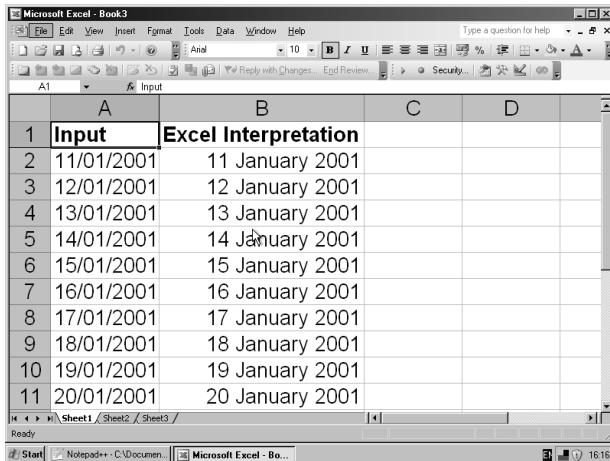 Microsoft Excel - Book3
File Edit View Insert Format Tools Data Window Help Type a question for help
Arial 10 B I U %
Reply with Changes... End Review... Security...
A1 fx Input
A B C D
1 Input Excel Interpretation
2 11/01/2001 11 January 2001
3 12/01/2001 12 January 2001
4 13/01/2001 13 January 2001
5 14/01/2001 14 January 2001
6 15/01/2001 15 January 2001
7 16/01/2001 16 January 2001
8 17/01/2001 17 January 2001
9 18/01/2001 18 January 2001
10 19/01/2001 19 January 2001
11 20/01/2001 20 January 2001
Sheet1 Sheet2 Sheet3
Ready
Start Notepad++ - C:\Documen... Microsoft Excel - Bo... EN 16:16